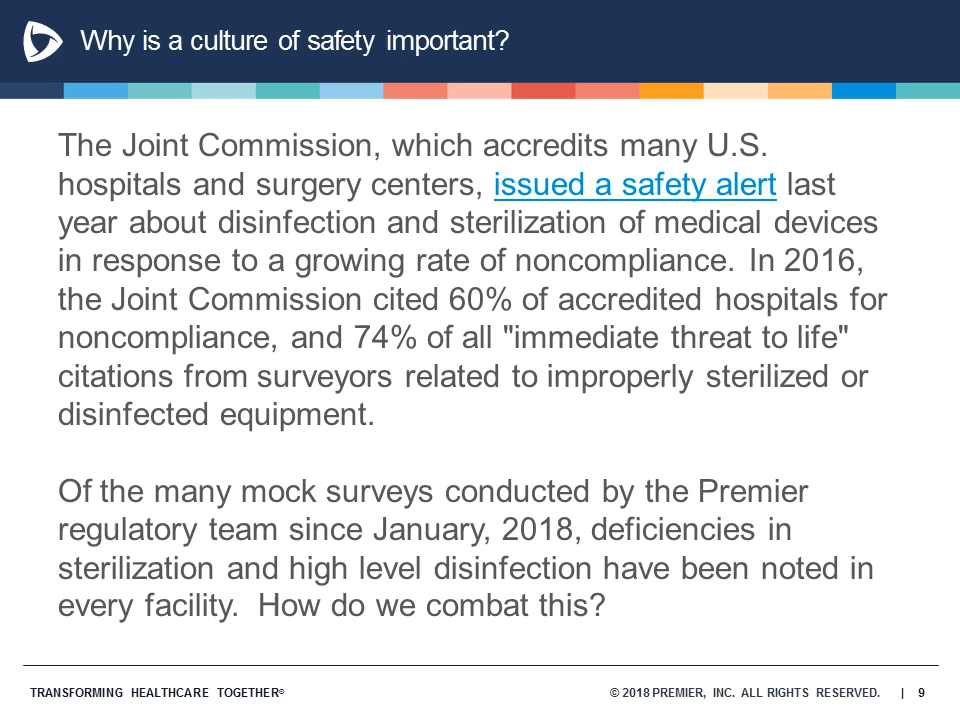 Why is a culture of safety important?
The Joint Commission, which accredits many U.S.
hospitals and surgery centers, issued a safety alert last
year about disinfection and sterilization of medical devices
in response to a growing rate of noncompliance. In 2016,
the Joint Commission cited 60% of accredited hospitals for
noncompliance, and 74% of all "immediate threat to life"
citations from surveyors related to improperly sterilized or
disinfected equipment.
Of the many mock surveys conducted by the Premier
regulatory team since January, 2018, deficiencies in
sterilization and high level disinfection have been noted in
every facility. How do we combat this?
TRANSFORMING HEALTHCARE TOGETHER® © 2018 PREMIER, INC. ALL RIGHTS RESERVED. | 9